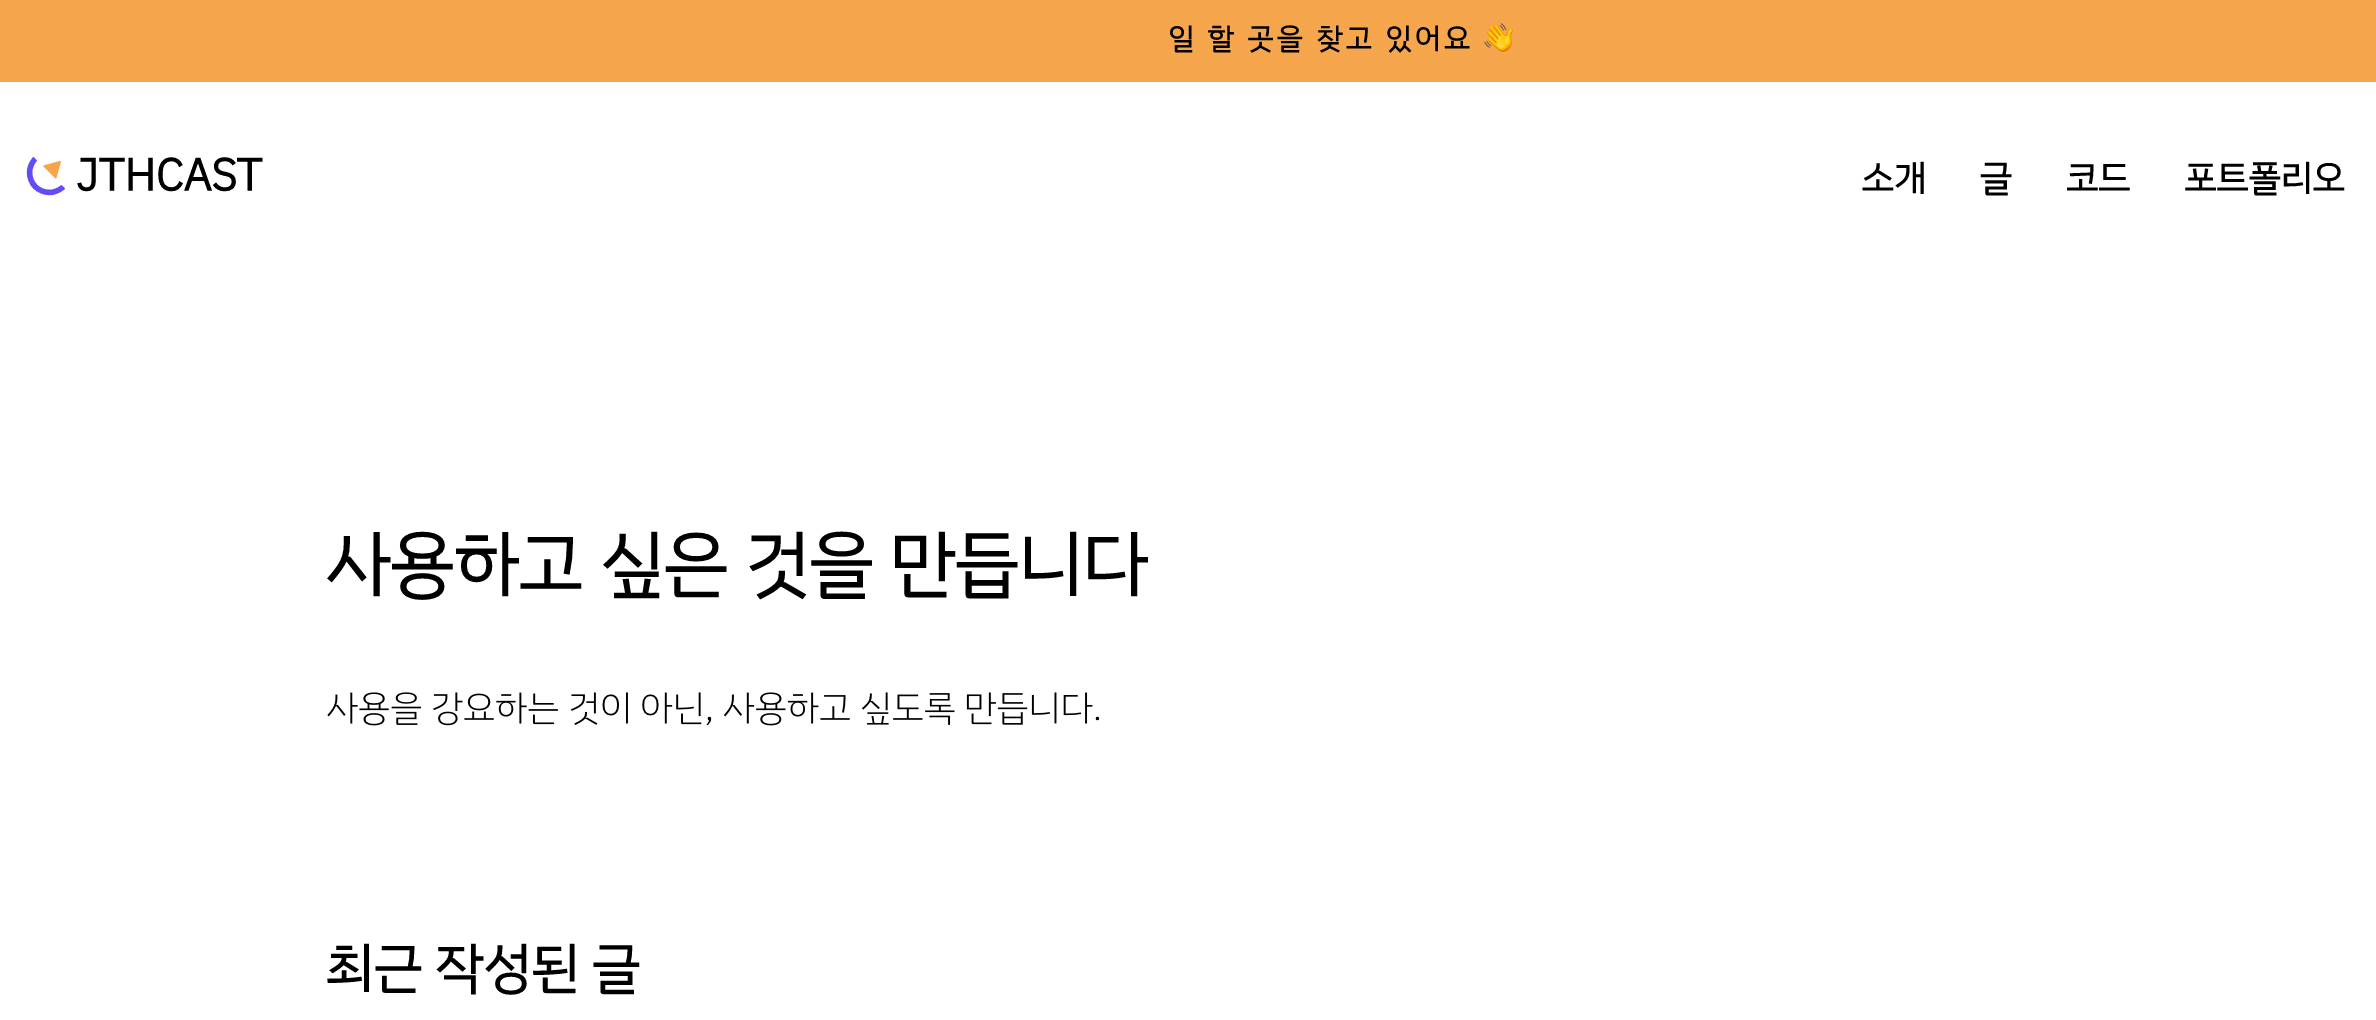 일 할 곳을 찾고 있어요 👋
JTHCAST
소개 글 코드 포트폴리오
사용하고 싶은 것을 만듭니다
사용을 강요하는 것이 아닌, 사용하고 싶도록 만듭니다.
최근 작성된 글